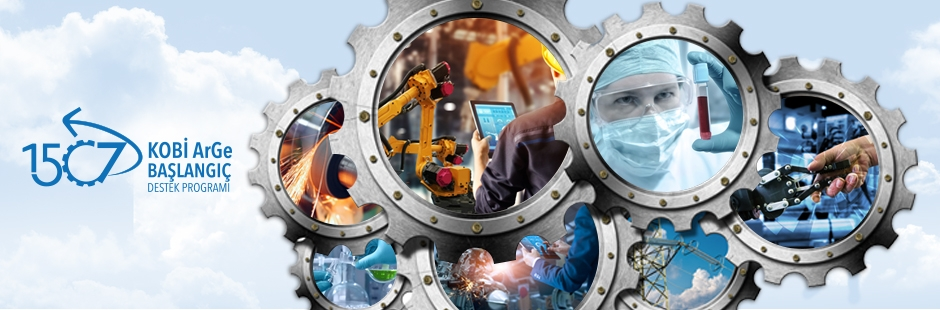 1507
KOBİ ArGe
BAŞLANGIÇ
DESTEK PROGRAMI